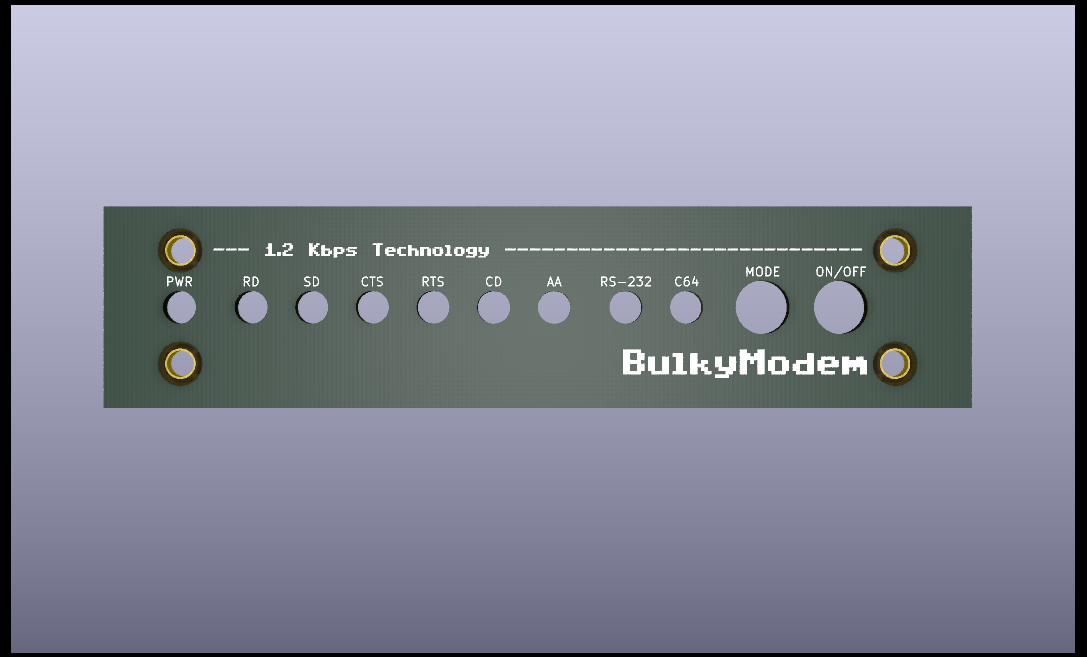 --- 1.2 Kbps Technology -------------------------
PWR RD SD CTS RTS CD AA RS-232 C64 MODE ON/OFF
BulkyModem